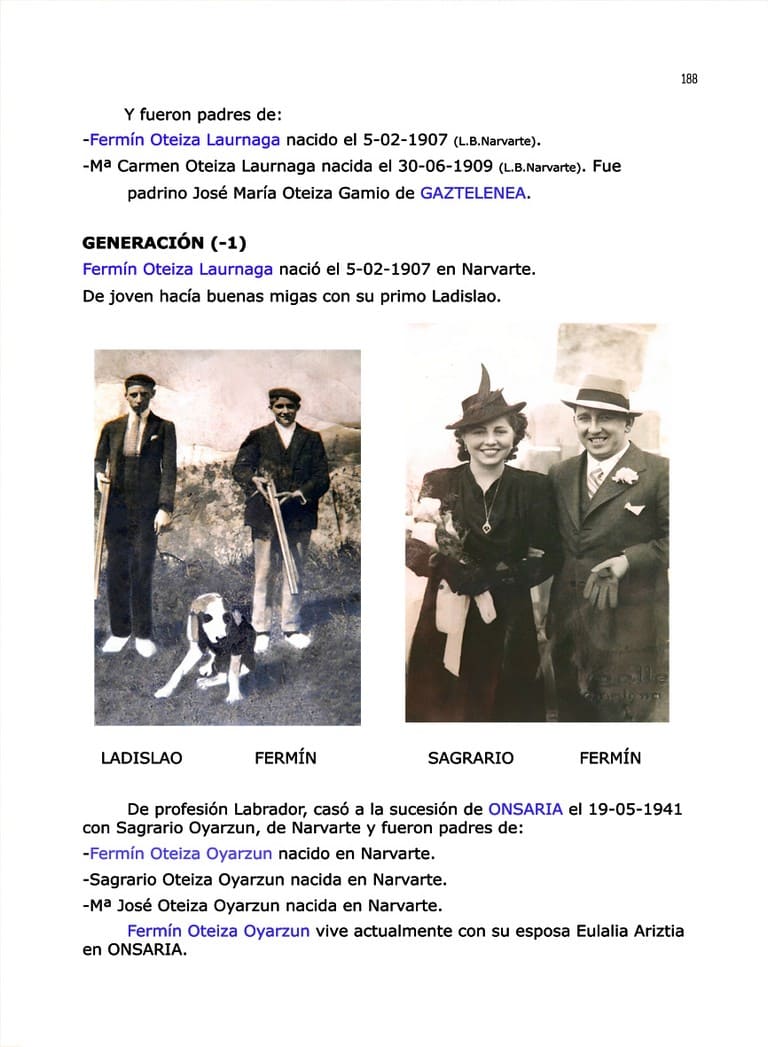 188
Y fueron padres de:
-Fermín Oteiza Laurnaga nacido el 5-02-1907 (L.B.Narvarte).
-Mª Carmen Oteiza Laurnaga nacida el 30-06-1909 (L.B.Narvarte). Fue
padrino José María Oteiza Gamio de GAZTELENEA.
GENERACIÓN (-1)
Fermín Oteiza Laurnaga nació el 5-02-1907 en Narvarte.
De joven hacía buenas migas con su primo Ladislao.
LADISLAO FERMÍN SAGRARIO FERMÍN
De profesión Labrador, casó a la sucesión de ONSARIA el 19-05-1941
con Sagrario Oyarzun, de Narvarte y fueron padres de:
-Fermín Oteiza Oyarzun nacido en Narvarte.
-Sagrario Oteiza Oyarzun nacida en Narvarte.
-Mª José Oteiza Oyarzun nacida en Narvarte.
Fermín Oteiza Oyarzun vive actualmente con su esposa Eulalia Ariztia
en ONSARIA.